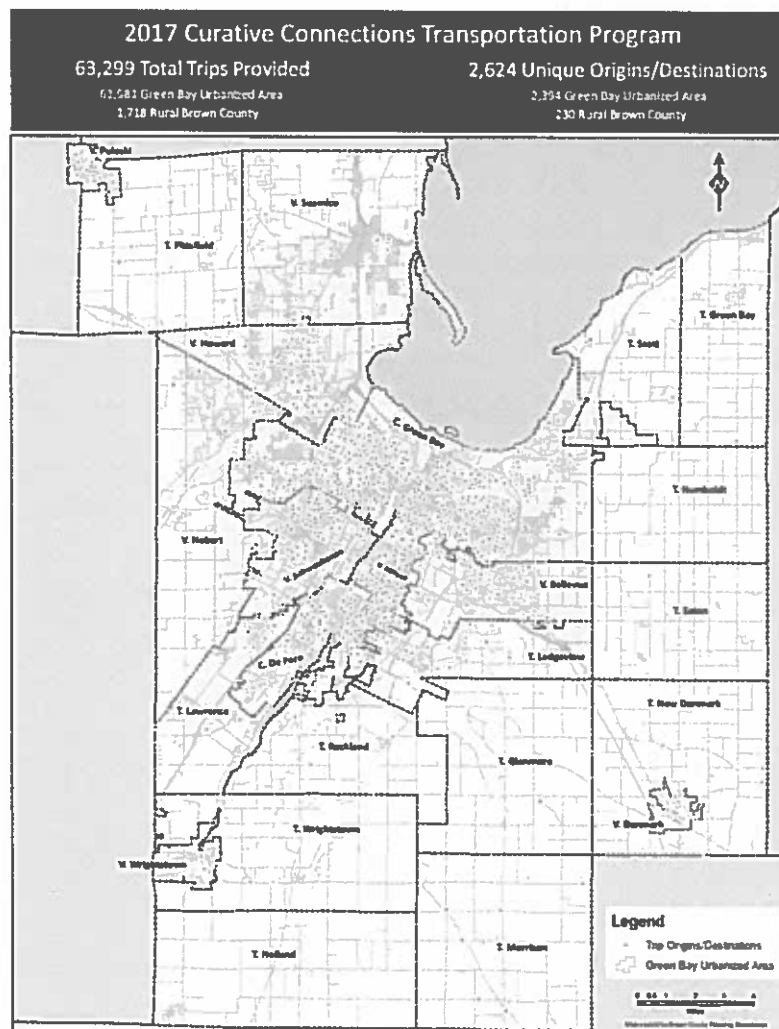 2017 Curative Connections Transportation Program
63,299 Total Trips Provided
2,624 Unique Origins/Destinations
Green Bay Urbanized Area
2,394 Green Bay Urbanized Area
1,718 Rural Brown County
230 Rural Brown County
V. Pulaski
V. Suamico
T. Pittsfield
T. Green Bay
T. Scott
V. Howard
C. Green Bay
T. Humboldt
V. Hobart
V. Bellevue
T. Eaton
T. Ledgeview
C. De Pere
T. New Denmark
T. Lawrence
T. Rockland
T. Glenmore
V. Denmark
T. Wrightstown
V. Wrightstown
T. Holland
T. Morrison
Legend
Trip Origins/Destinations
Green Bay Urbanized Area
Miles